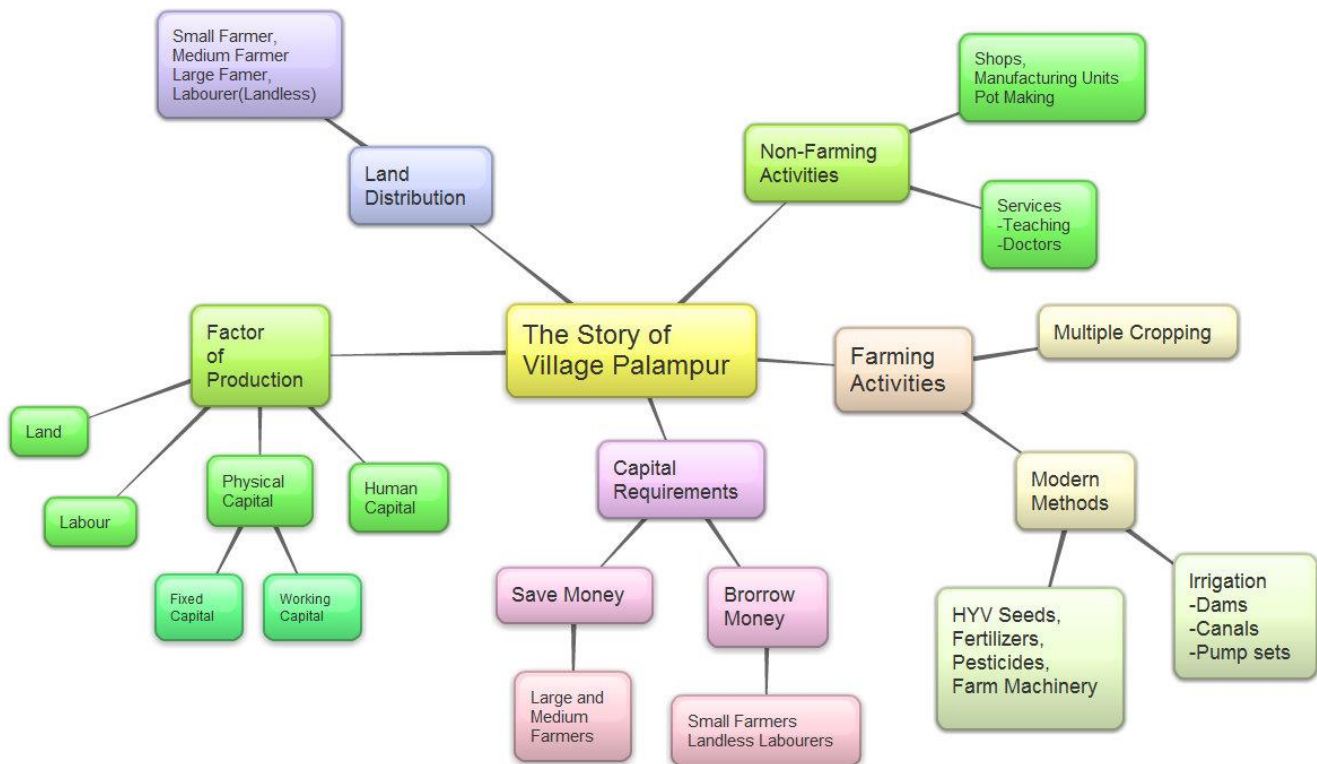 Small Farmer,
Medium Farmer
Large Famer,
Labourer(Landless)
Land
Distribution
Shops,
Manufacturing Units
Pot Making
Non-Farming
Activities
Services
-Teaching
-Doctors
The Story of
Village Palampur
Factor
of
Production
Land
Labour
Physical
Capital
Human
Capital
Fixed
Capital
Working
Capital
Capital
Requirements
Save Money
Brorrow
Money
Large and
Medium
Farmers
Small Farmers
Landless Labourers
Farming
Activities
Multiple Cropping
Modern
Methods
HYV Seeds,
Fertilizers,
Pesticides,
Farm Machinery
Irrigation
-Dams
-Canals
-Pump sets